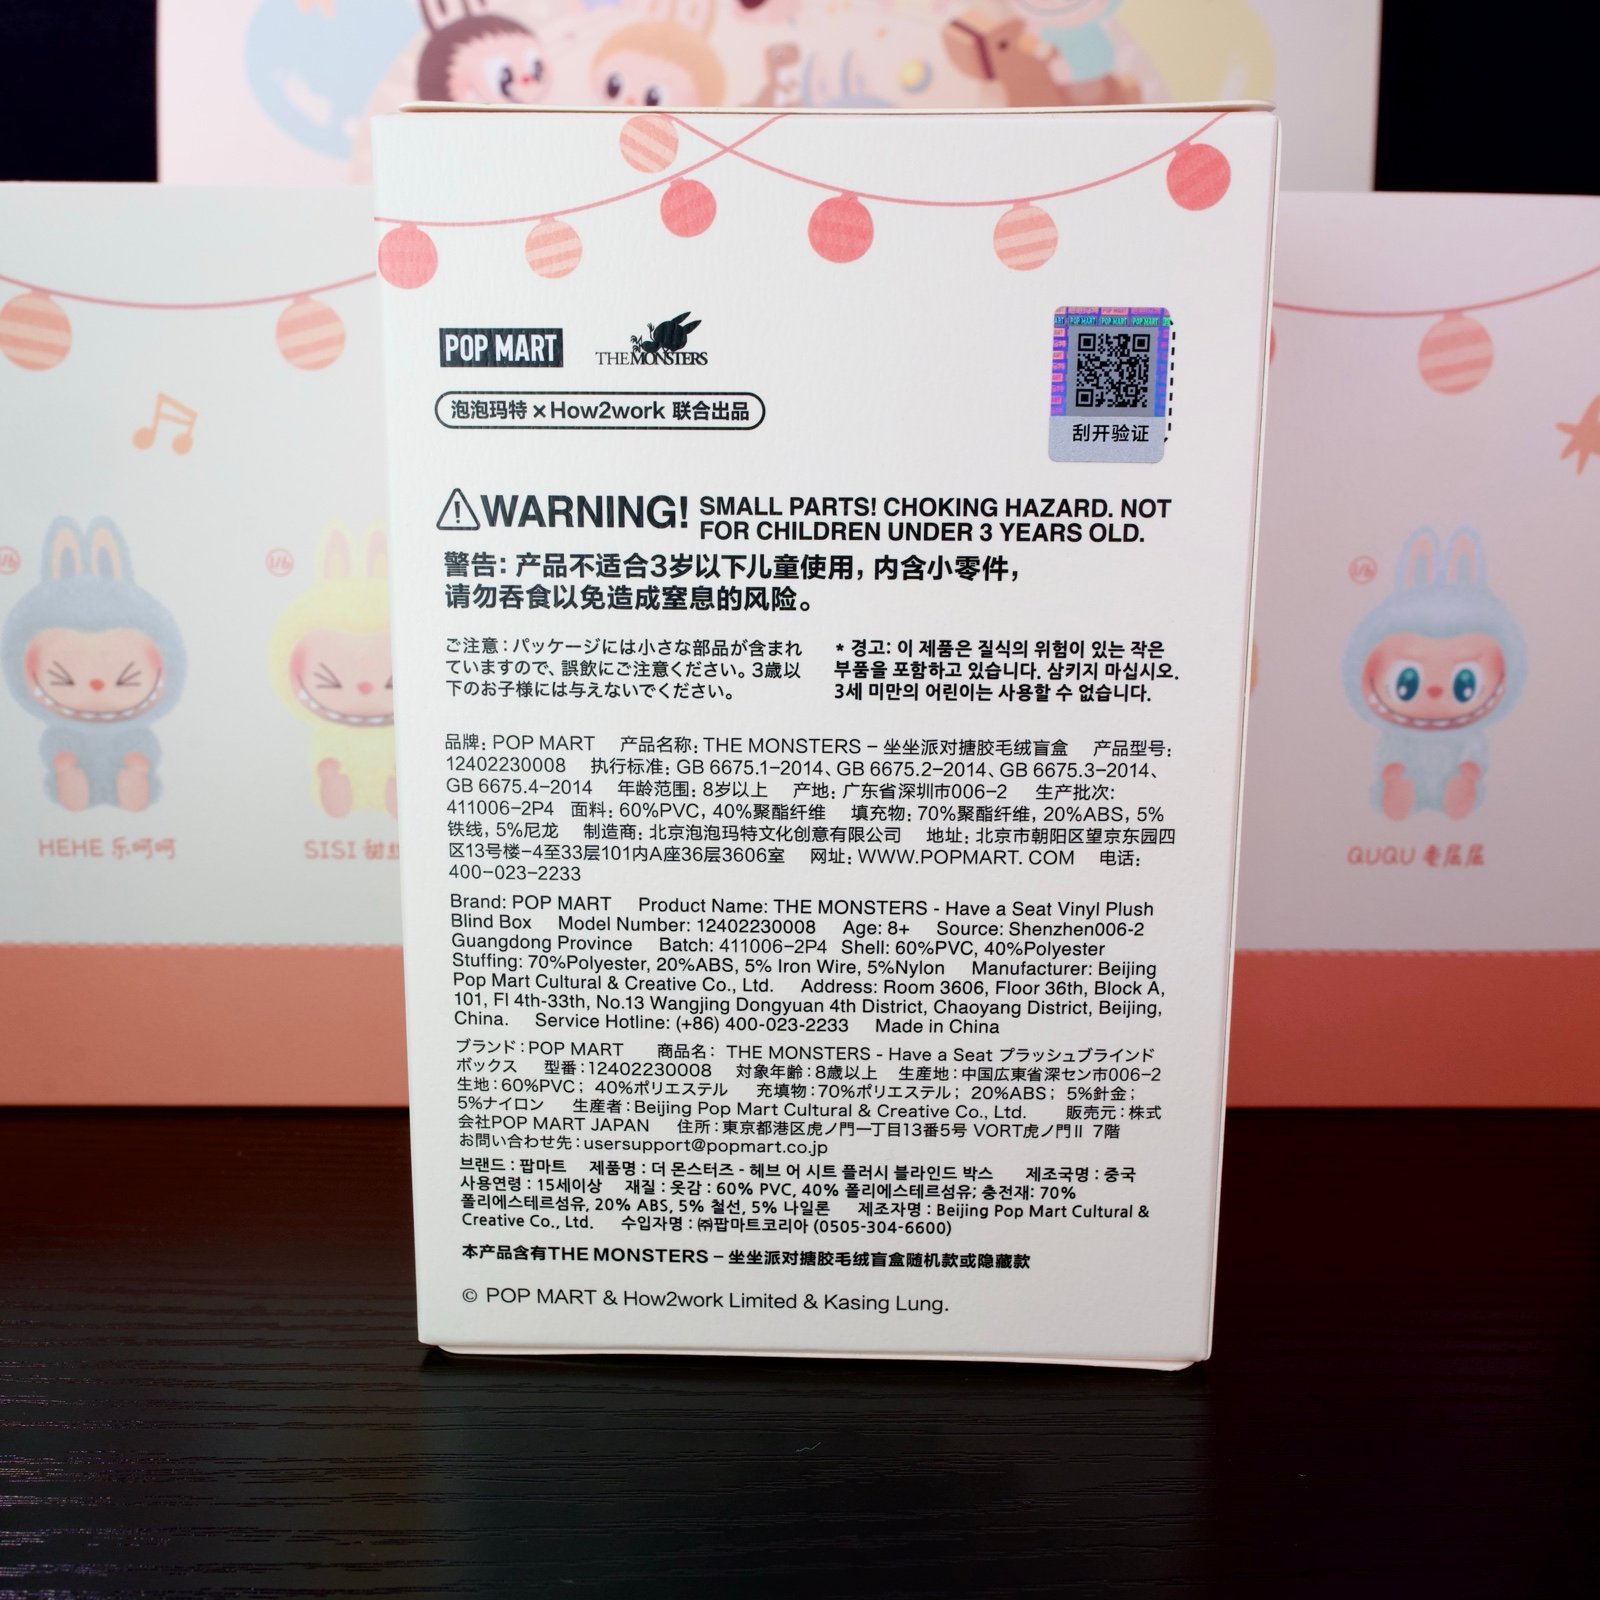 POP MART
THE MONSTERS
泡泡玛特 × How2work 联合出品
POP MART POP MART POP MART
刮开验证
WARNING! SMALL PARTS! CHOKING HAZARD. NOT
FOR CHILDREN UNDER 3 YEARS OLD.
警告: 产品不适合3岁以下儿童使用, 内含小零件,
请勿吞食以免造成窒息的风险。
ご注意:パッケージには小さな部品が含まれ
ていますので、誤飲にご注意ください。3歳以
下のお子様には与えないでください。
* 경고: 이 제품은 질식의 위험이 있는 작은
부품을 포함하고 있습니다. 삼키지 마십시오.
3세 미만의 어린이는 사용할 수 없습니다.
品牌: POP MART 产品名称: THE MONSTERS – 坐坐派对搪胶毛绒盲盒 产品型号:
12402230008 执行标准: GB 6675.1–2014、GB 6675.2–2014、GB 6675.3–2014、
GB 6675.4–2014 年龄范围: 8岁以上 产地: 广东省深圳市006–2 生产批次:
411006–2P4 面料: 60%PVC, 40%聚酯纤维 填充物: 70%聚酯纤维, 20%ABS, 5%
铁线, 5%尼龙 制造商: 北京泡泡玛特文化创意有限公司 地址: 北京市朝阳区望京东园四
区13号楼–4至33层101内A座36层3606室 网址: WWW.POPMART. COM 电话:
400–023–2233
Brand: POP MART Product Name: THE MONSTERS - Have a Seat Vinyl Plush
Blind Box Model Number: 12402230008 Age: 8+ Source: Shenzhen006-2
Guangdong Province Batch: 411006–2P4 Shell: 60%PVC, 40%Polyester
Stuffing: 70%Polyester, 20%ABS, 5% Iron Wire, 5%Nylon Manufacturer: Beijing
Pop Mart Cultural & Creative Co., Ltd. Address: Room 3606, Floor 36th, Block A,
101, Fl 4th-33th, No.13 Wangjing Dongyuan 4th District, Chaoyang District, Beijing,
China. Service Hotline: (+86) 400-023-2233 Made in China
ブランド:POP MART 商品名: THE MONSTERS - Have a Seat プラッシュブラインド
ボックス 型番:12402230008 対象年齢:8歳以上 生産地:中国広東省深セン市006–2
生地:60%PVC; 40%ポリエステル 充填物:70%ポリエステル; 20%ABS; 5%針金;
5%ナイロン 生産者:Beijing Pop Mart Cultural & Creative Co., Ltd. 販売元:株式
会社POP MART JAPAN 住所:東京都港区虎ノ門一丁目13番5号 VORT虎ノ門II 7階
お問い合わせ先:usersupport@popmart.co.jp
브랜드 : 팝마트 제품명 : 더 몬스터즈 - 헤브 어 시트 플러시 블라인드 박스 제조국명 : 중국
사용연령 : 15세이상 재질 : 옷감 : 60% PVC, 40% 폴리에스테르섬유; 충전재: 70%
폴리에스테르섬유, 20% ABS, 5% 철선, 5% 나일론 제조자명 : Beijing Pop Mart Cultural &
Creative Co., Ltd. 수입자명 : ㈜팝마트코리아 (0505-304-6600)
本产品含有THE MONSTERS – 坐坐派对搪胶毛绒盲盒随机款或隐藏款
© POP MART & How2work Limited & Kasing Lung.
1/6
HEHE 乐呵呵
1/6
SISI 甜
1/6
QUQU 委屈屈